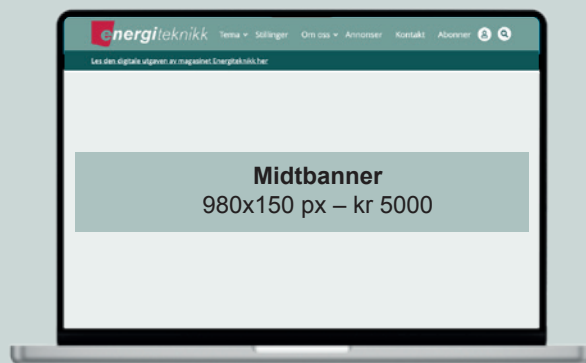 energiteknikk Tema Stillinger Om oss Annonser Kontakt Abonner
Les den digitale utgaven av magasinet Energiteknikk her
Midtbanner
980x150 px – kr 5000